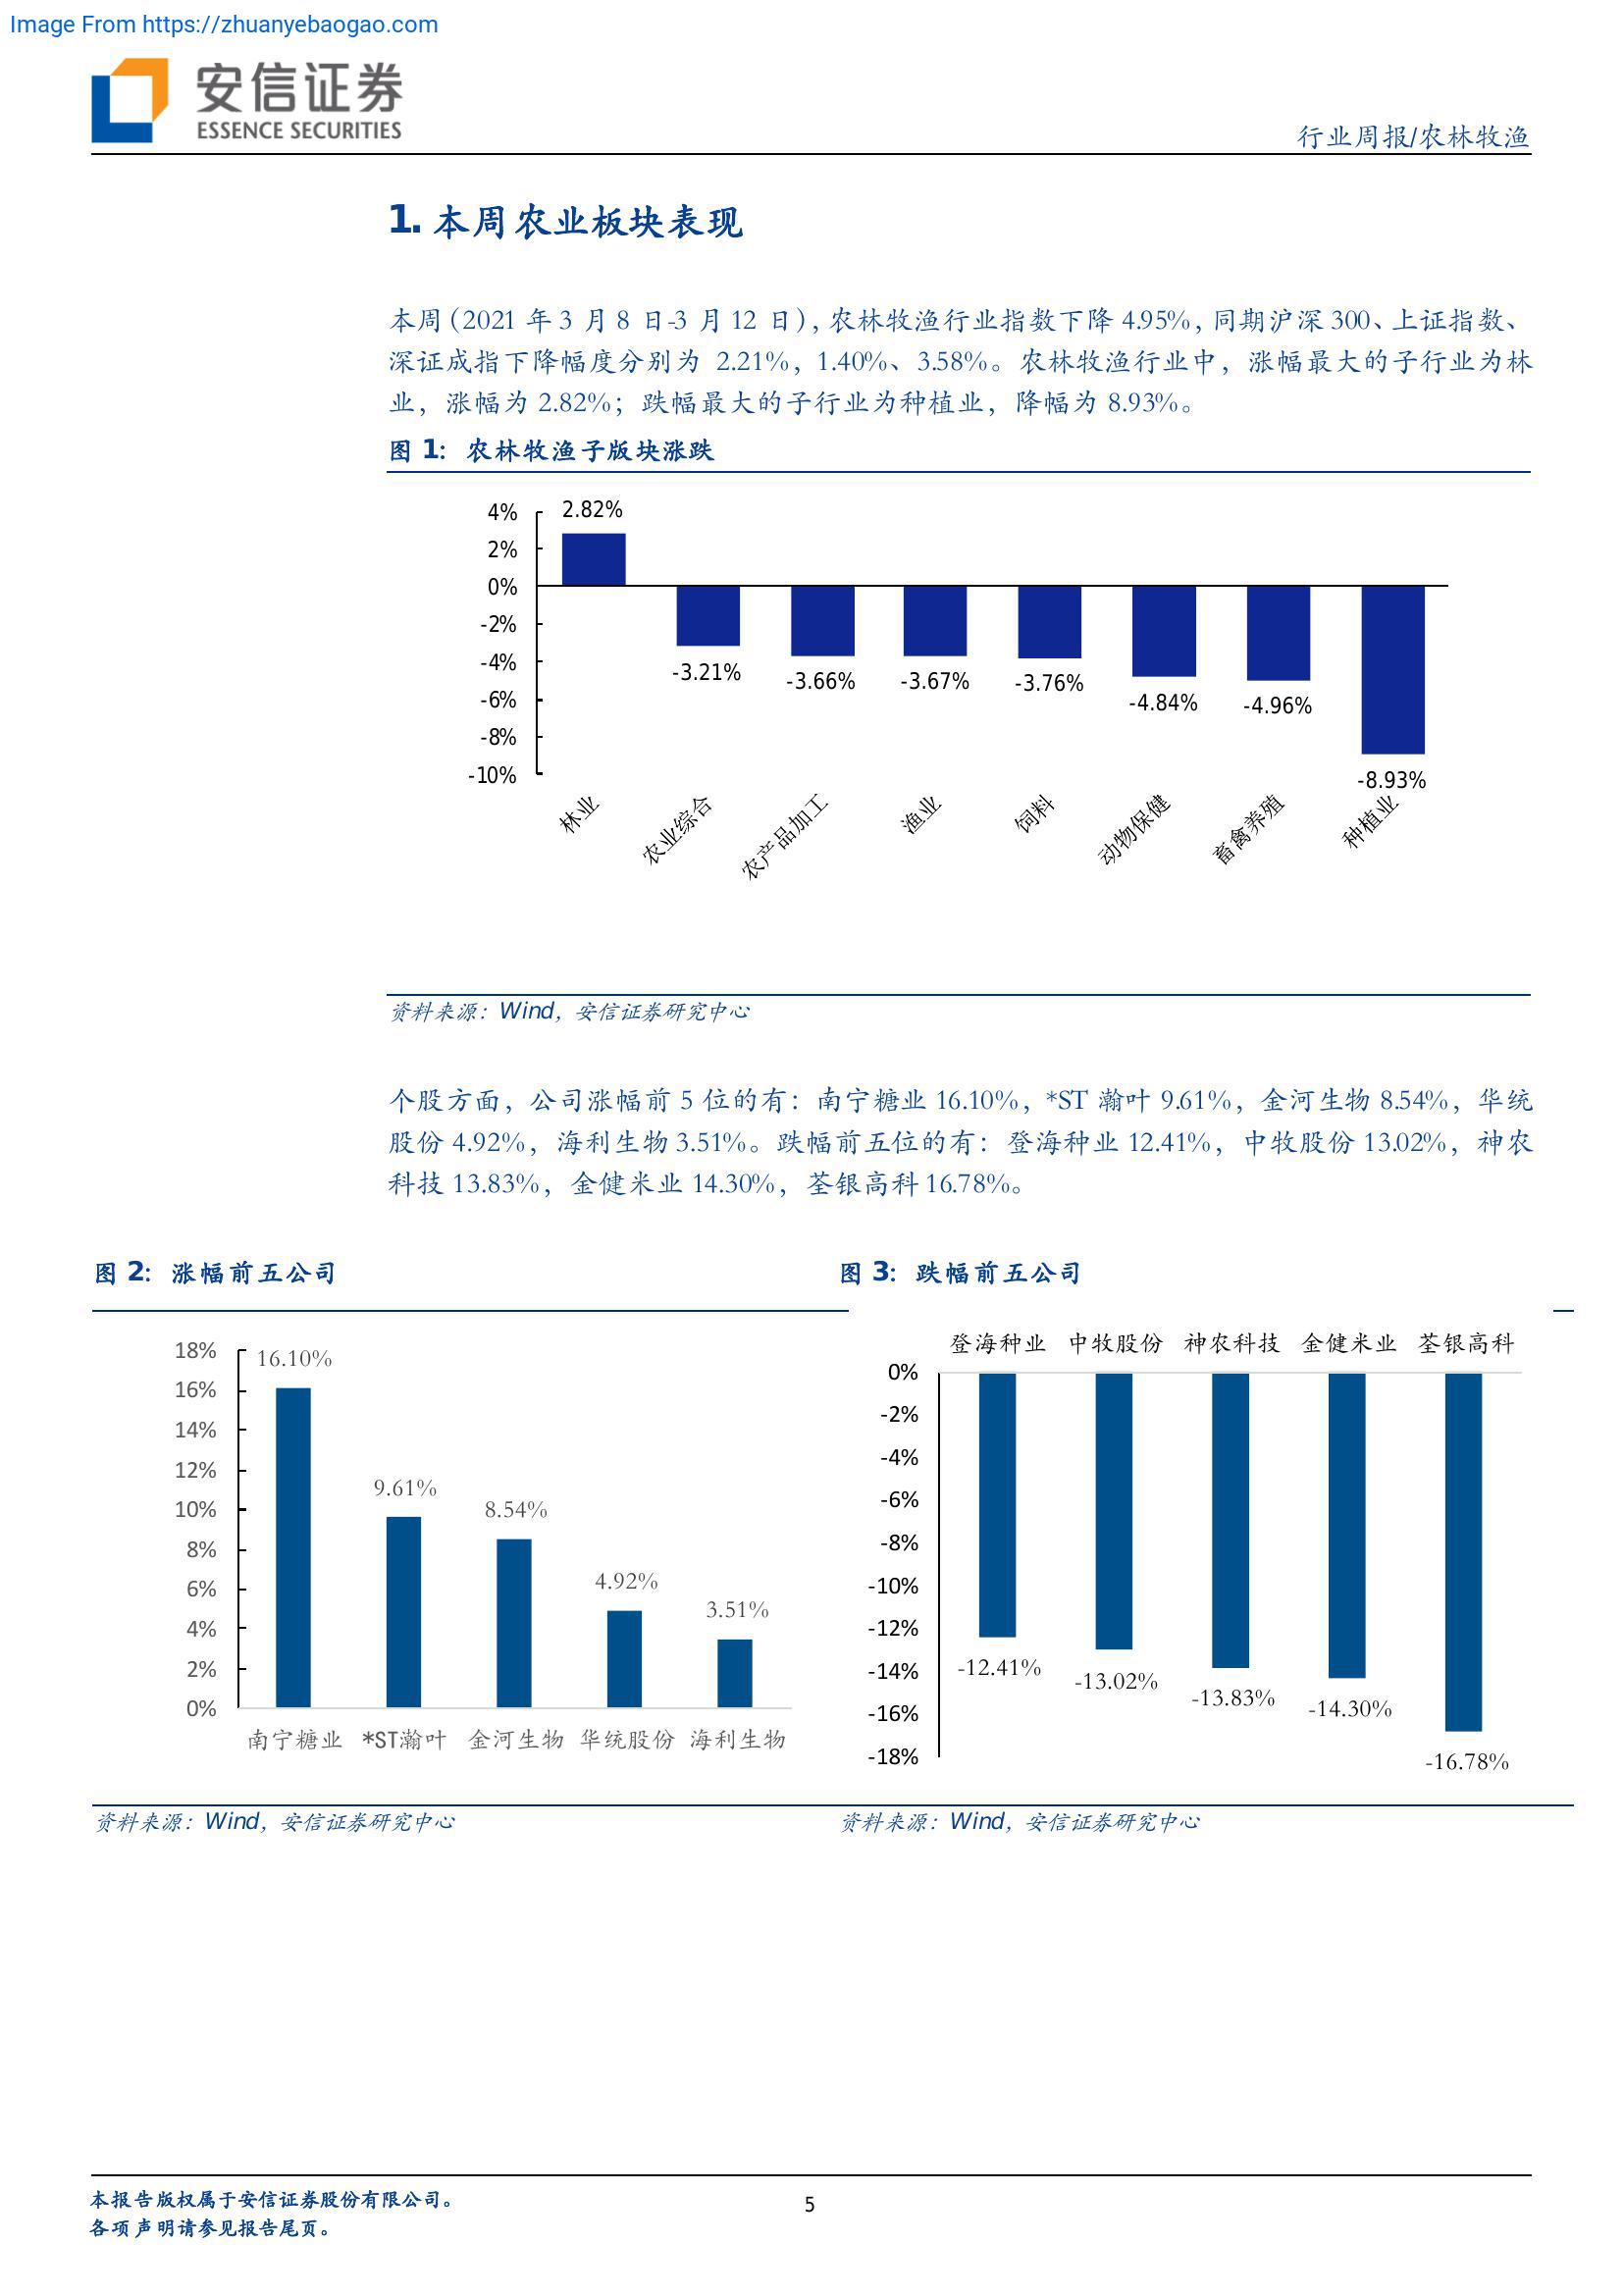 Image From https://zhuanyebaogao.com
安信证券
ESSENCE SECURITIES
行业周报/农林牧渔
1. 本周农业板块表现
本周（2021 年 3 月 8 日-3 月 12 日），农林牧渔行业指数下降 4.95%，同期沪深 300、上证指数、
深证成指下降幅度分别为 2.21%，1.40%、3.58%。农林牧渔行业中，涨幅最大的子行业为林
业，涨幅为 2.82%；跌幅最大的子行业为种植业，降幅为 8.93%。
图 1：农林牧渔子版块涨跌
4%
2%
0%
-2%
-4%
-6%
-8%
-10%
2.82%
-3.21%
-3.66%
-3.67%
-3.76%
-4.84%
-4.96%
-8.93%
林业
农业综合
农产品加工
渔业
饲料
动物保健
畜禽养殖
种植业
资料来源：Wind，安信证券研究中心
个股方面，公司涨幅前 5 位的有：南宁糖业 16.10%，*ST 瀚叶 9.61%，金河生物 8.54%，华统
股份 4.92%，海利生物 3.51%。跌幅前五位的有：登海种业 12.41%，中牧股份 13.02%，神农
科技 13.83%，金健米业 14.30%，荃银高科 16.78%。
图 2：涨幅前五公司
18%
16%
14%
12%
10%
8%
6%
4%
2%
0%
16.10%
9.61%
8.54%
4.92%
3.51%
南宁糖业 *ST瀚叶 金河生物 华统股份 海利生物
资料来源：Wind，安信证券研究中心
图 3：跌幅前五公司
登海种业 中牧股份 神农科技 金健米业 荃银高科
0%
-2%
-4%
-6%
-8%
-10%
-12%
-14%
-16%
-18%
-12.41%
-13.02%
-13.83%
-14.30%
-16.78%
资料来源：Wind，安信证券研究中心
本报告版权属于安信证券股份有限公司。
各项声明请参见报告尾页。
5